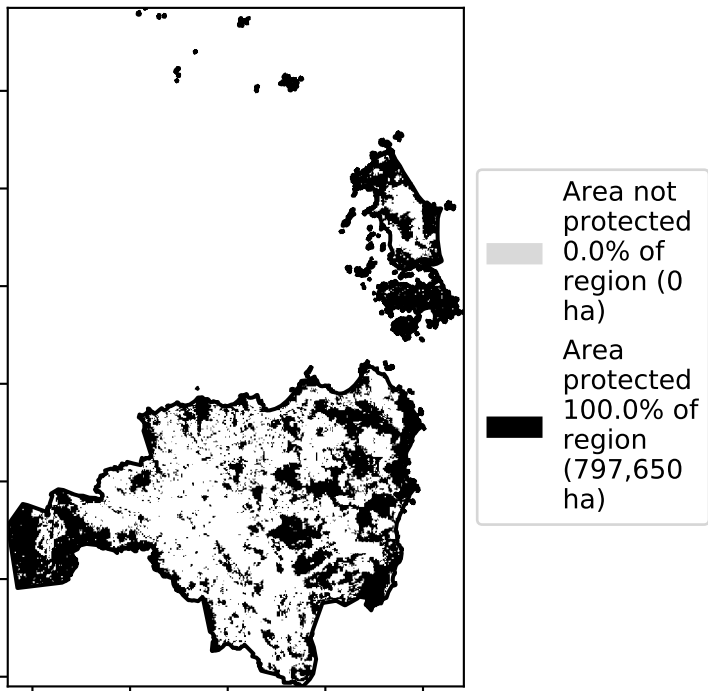 Area not
protected
0.0% of
region (0
ha)
Area
protected
100.0% of
region
(797,650
ha)